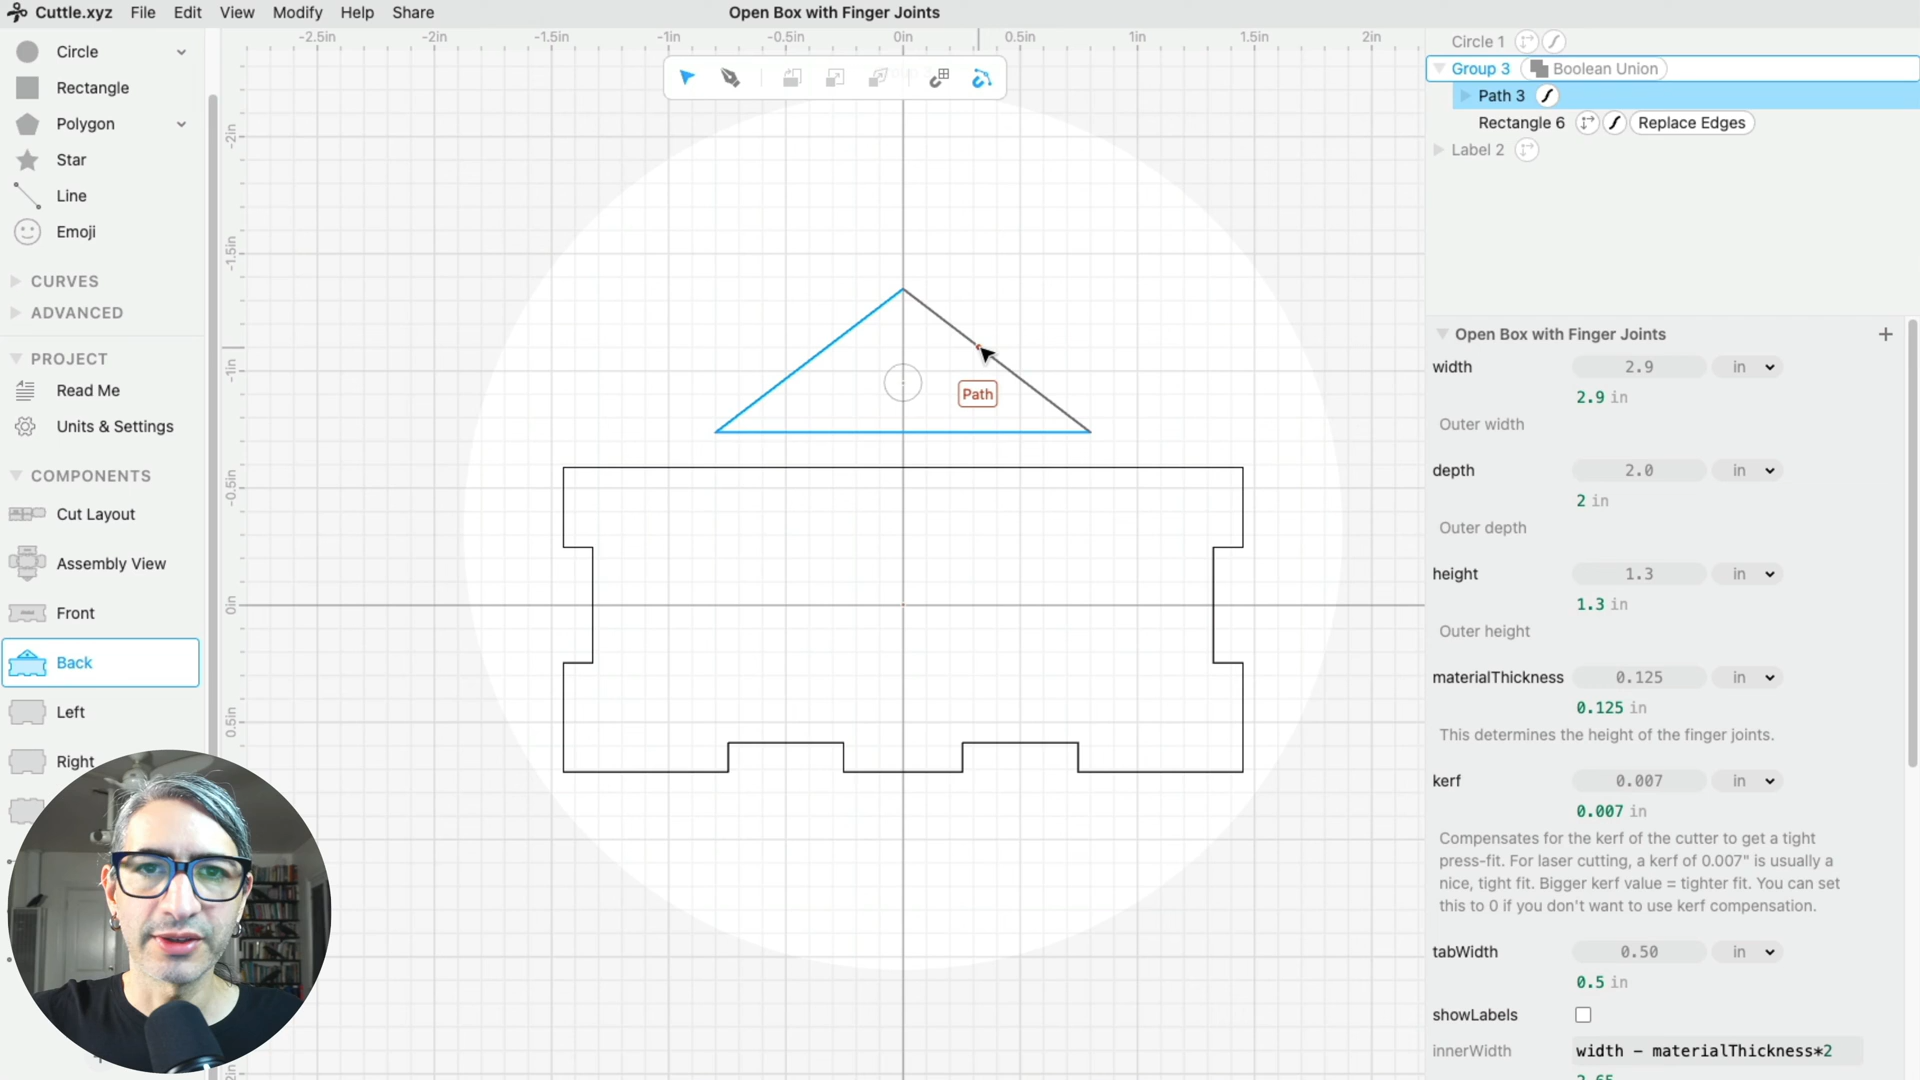 Cuttle.xyz File Edit View Modify Help Share
Open Box with Finger Joints
Circle
Rectangle
Polygon
Star
Line
Emoji
CURVES
ADVANCED
PROJECT
Read Me
Units & Settings
COMPONENTS
Cut Layout
Assembly View
Front
Back
Left
Right
-2.5in -2in -1.5in -1in -0.5in 0in 0.5in 1in 1.5in 2in
-2in
-1.5in
-1in
-0.5in
0in
0.5in
Path
Circle 1
Group 3 Boolean Union
Path 3
Rectangle 6 Replace Edges
Label 2
Open Box with Finger Joints
width 2.9 in
2.9 in
Outer width
depth 2.0 in
2 in
Outer depth
height 1.3 in
1.3 in
Outer height
materialThickness 0.125 in
0.125 in
This determines the height of the finger joints.
kerf 0.007 in
0.007 in
Compensates for the kerf of the cutter to get a tight
press-fit. For laser cutting, a kerf of 0.007" is usually a
nice, tight fit. Bigger kerf value = tighter fit. You can set
this to 0 if you don't want to use kerf compensation.
tabWidth 0.50 in
0.5 in
showLabels
innerWidth width - materialThickness*2